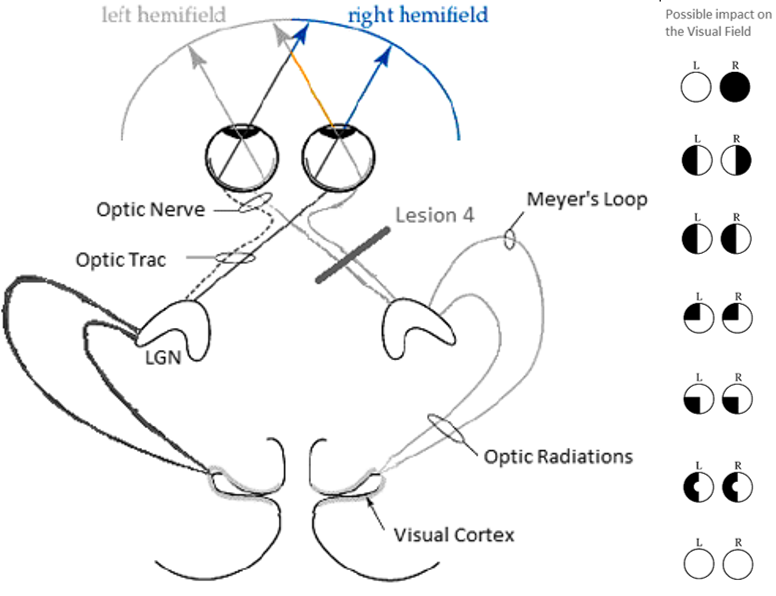 left hemifield
right hemifield
Possible impact on
the Visual Field
L R
L R
L R
L R
L R
L R
L R
Optic Nerve
Lesion 4
Meyer's Loop
Optic Trac
LGN
Optic Radiations
Visual Cortex